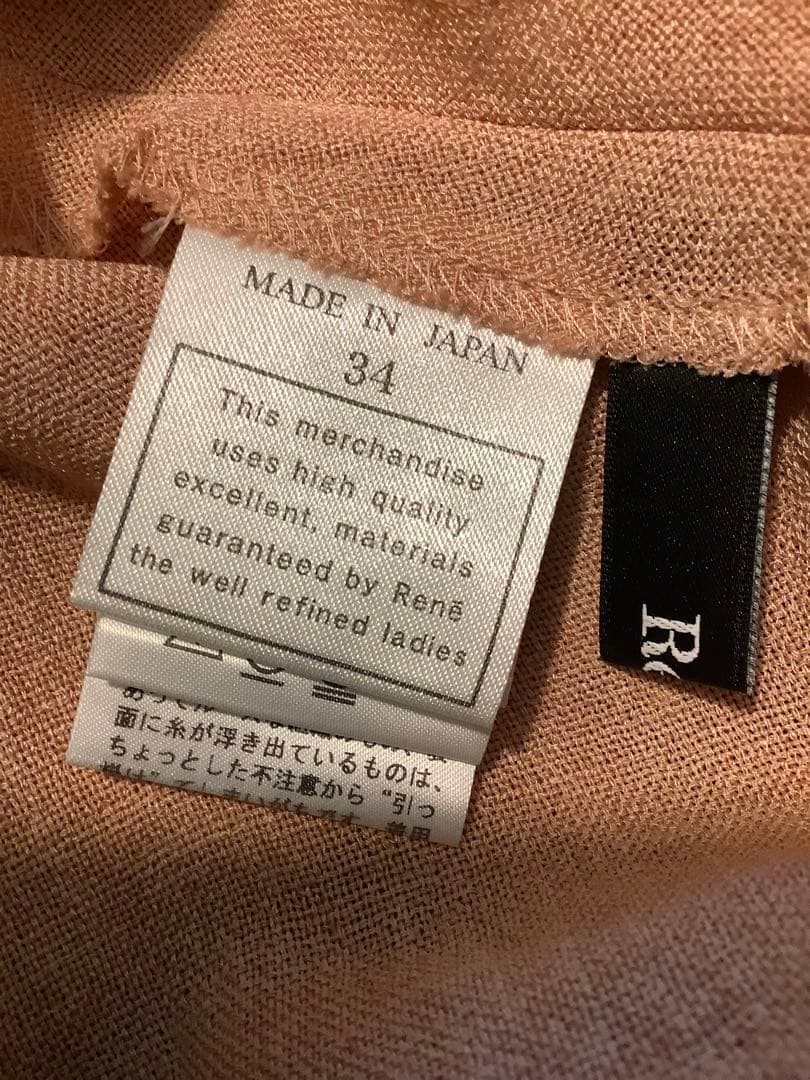 MADE IN JAPAN
34
This merchandise
uses high quality
excellent, materials
guaranteed by Renē
the well refined ladies
面に糸が浮き出ているものは、
ちょっとした不注意から “引っ
Re